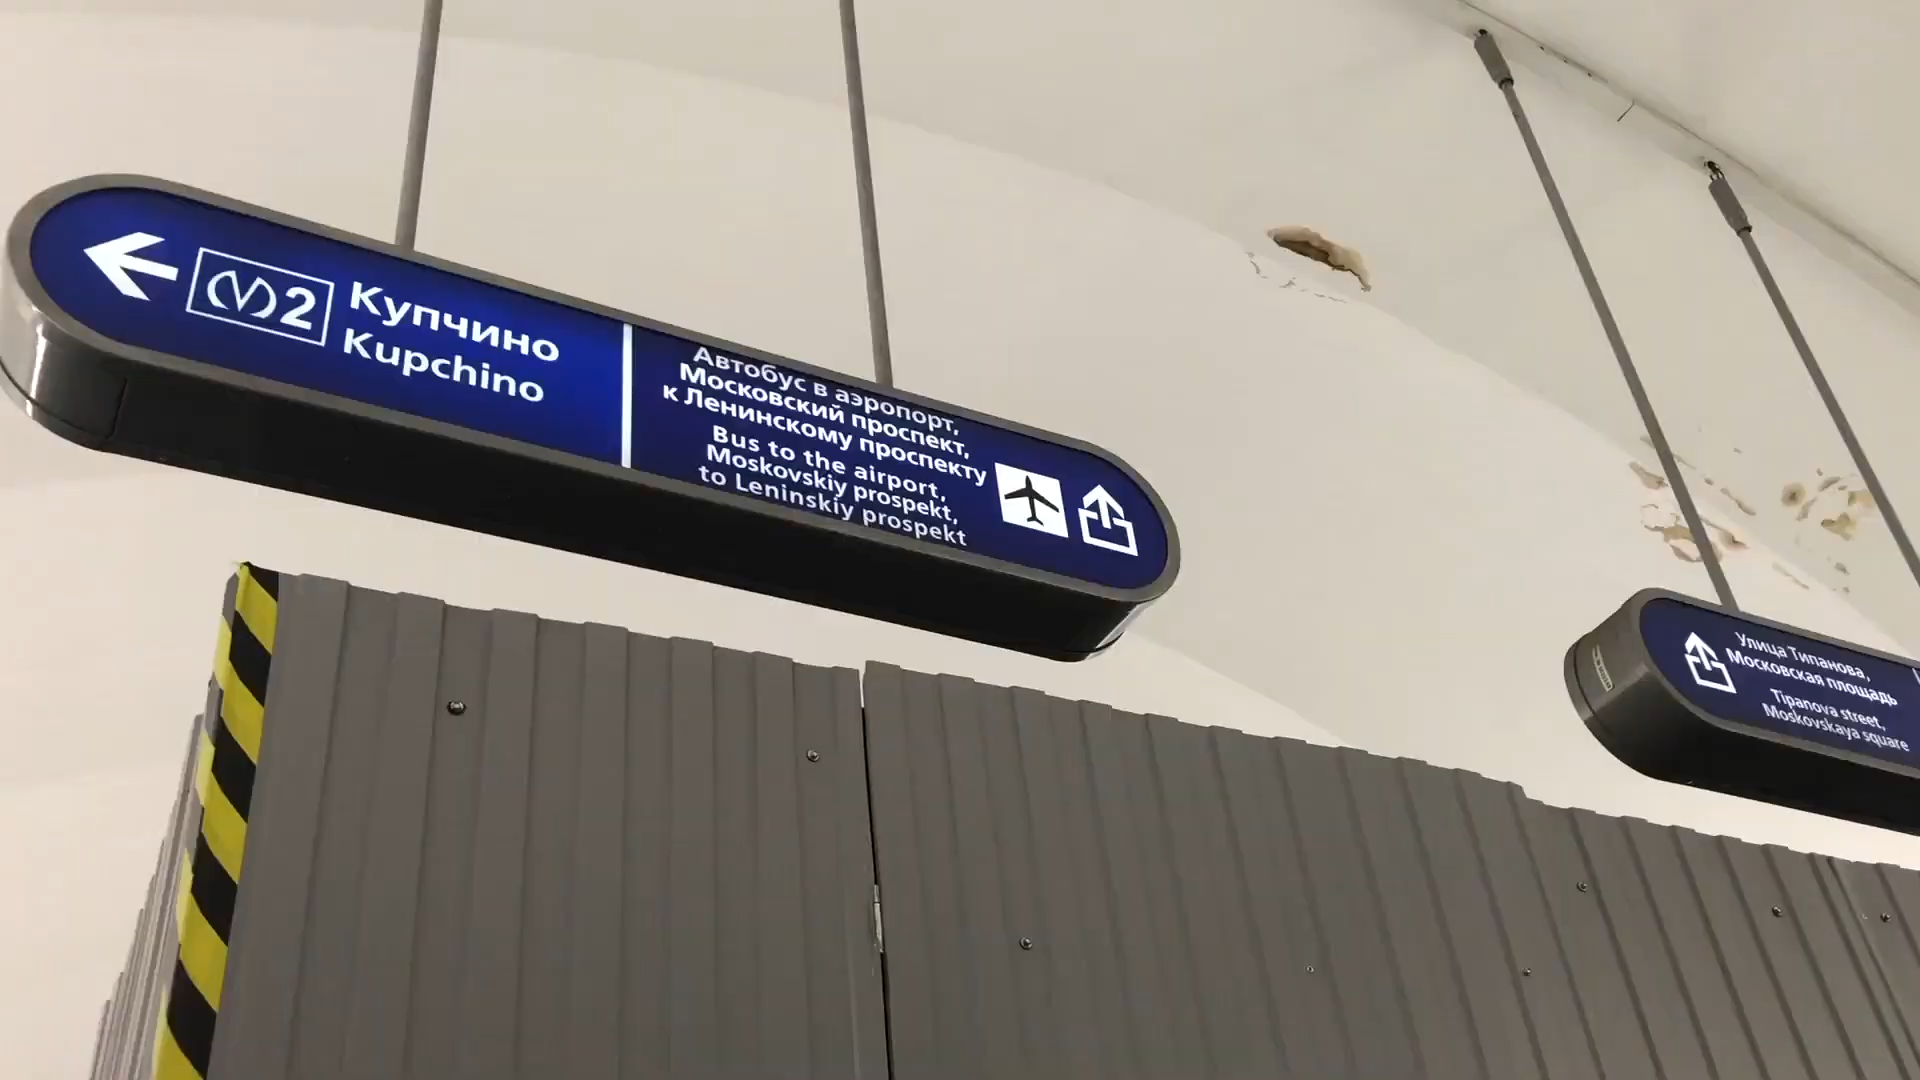 2
Купчино
Kupchino
Автобус в аэропорт,
Московский проспект,
к Ленинскому проспекту
Bus to the airport,
Moskovskiy prospekt,
to Leninskiy prospekt
Улица Типанова,
Московская площадь
Tipanova street,
Moskovskaya square